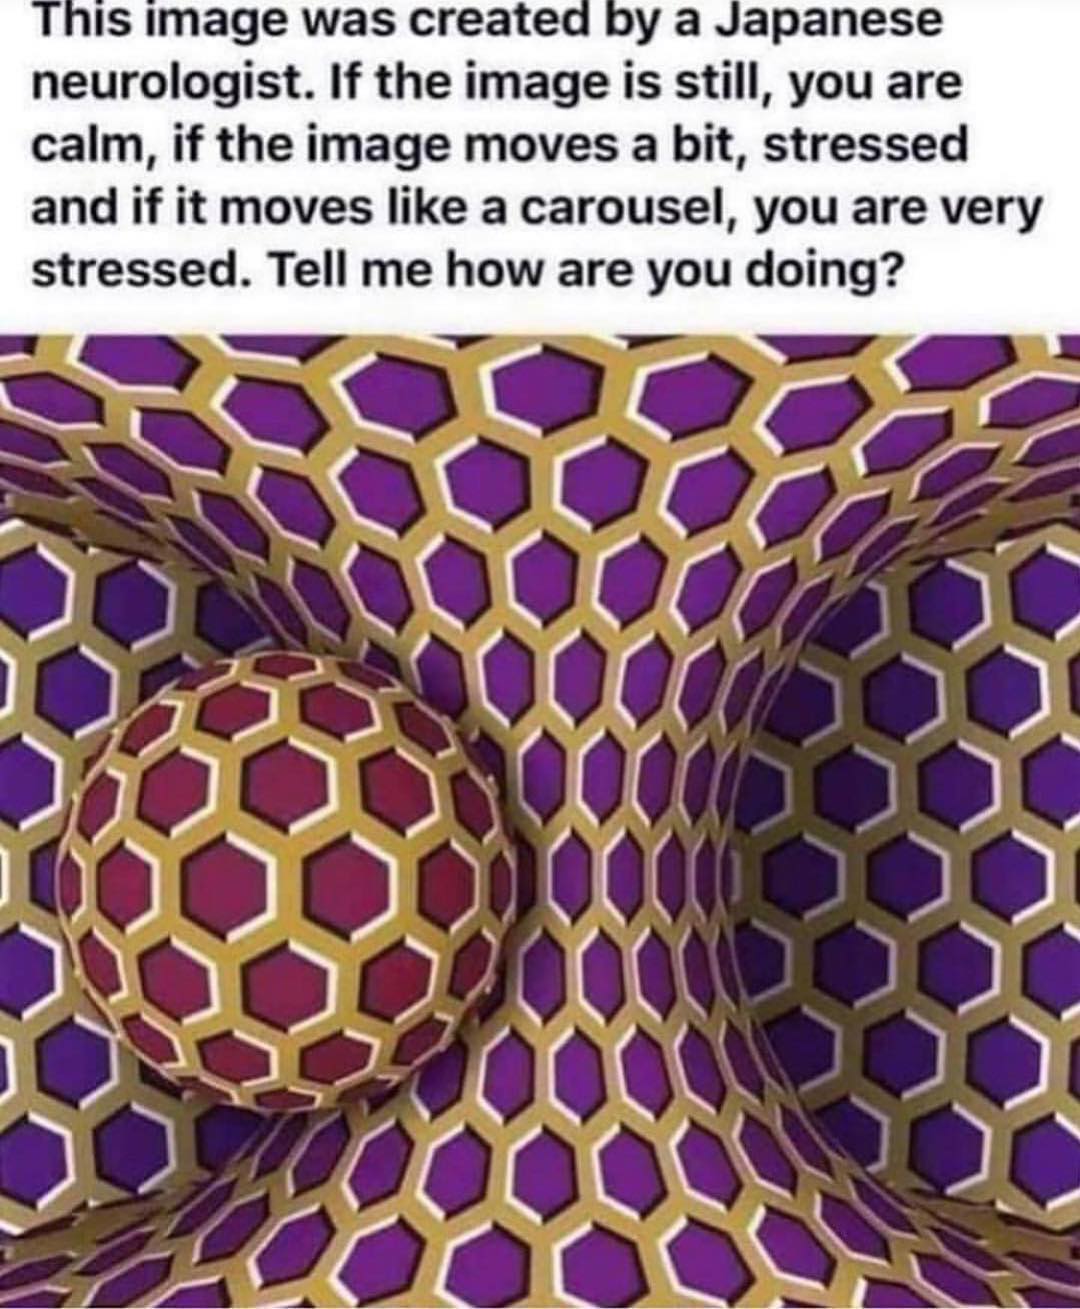 This image was created by a Japanese
neurologist. If the image is still, you are
calm, if the image moves a bit, stressed
and if it moves like a carousel, you are very
stressed. Tell me how are you doing?